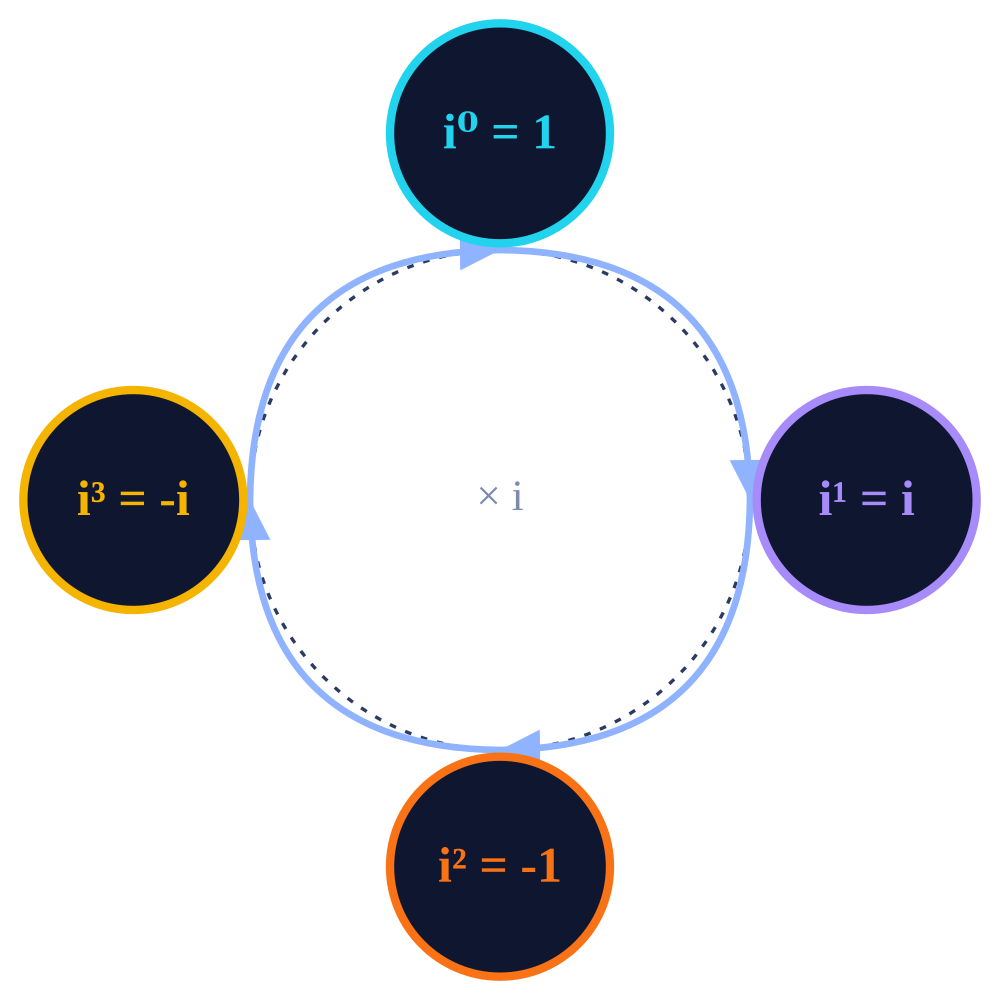 i⁰ = 1
i³ = -i
× i
i¹ = i
i² = -1